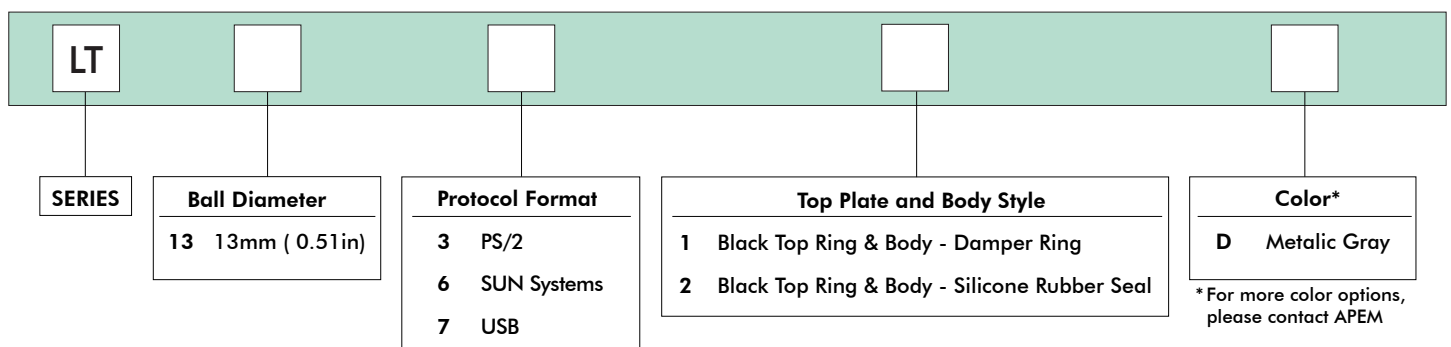 LT
SERIES
Ball Diameter
13 13mm ( 0.51in)
Protocol Format
3 PS/2
6 SUN Systems
7 USB
Top Plate and Body Style
1 Black Top Ring & Body - Damper Ring
2 Black Top Ring & Body - Silicone Rubber Seal
Color*
D Metalic Gray
* For more color options,
please contact APEM